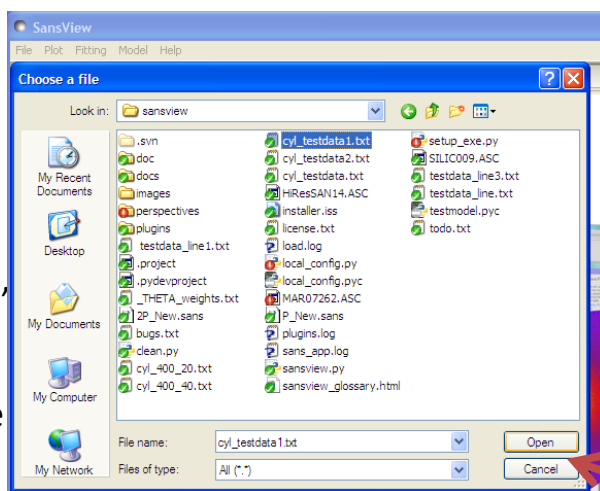 SansView
File Plot Fitting Model Help
Choose a file
Look in: sansview
My Recent
Documents
Desktop
My Documents
My Computer
My Network
.svn
doc
docs
images
perspectives
plugins
testdata_line1.txt
.project
.pydevproject
_THETA_weights.txt
2P_New.sans
bugs.txt
clean.py
cyl_400_20.txt
cyl_400_40.txt
cyl_testdata1.txt
cyl_testdata2.txt
cyl_testdata.txt
HiResSAN14.ASC
installer.iss
license.txt
load.log
local_config.py
local_config.pyc
MAR07262.ASC
P_New.sans
plugins.log
sans_app.log
sansview.py
sansview_glossary.html
setup_exe.py
SILIC009.ASC
testdata_line3.txt
testdata_line.txt
testmodel.pyc
todo.txt
File name: cyl_testdata1.txt Open
Files of type: All (*.*) Cancel
,
e